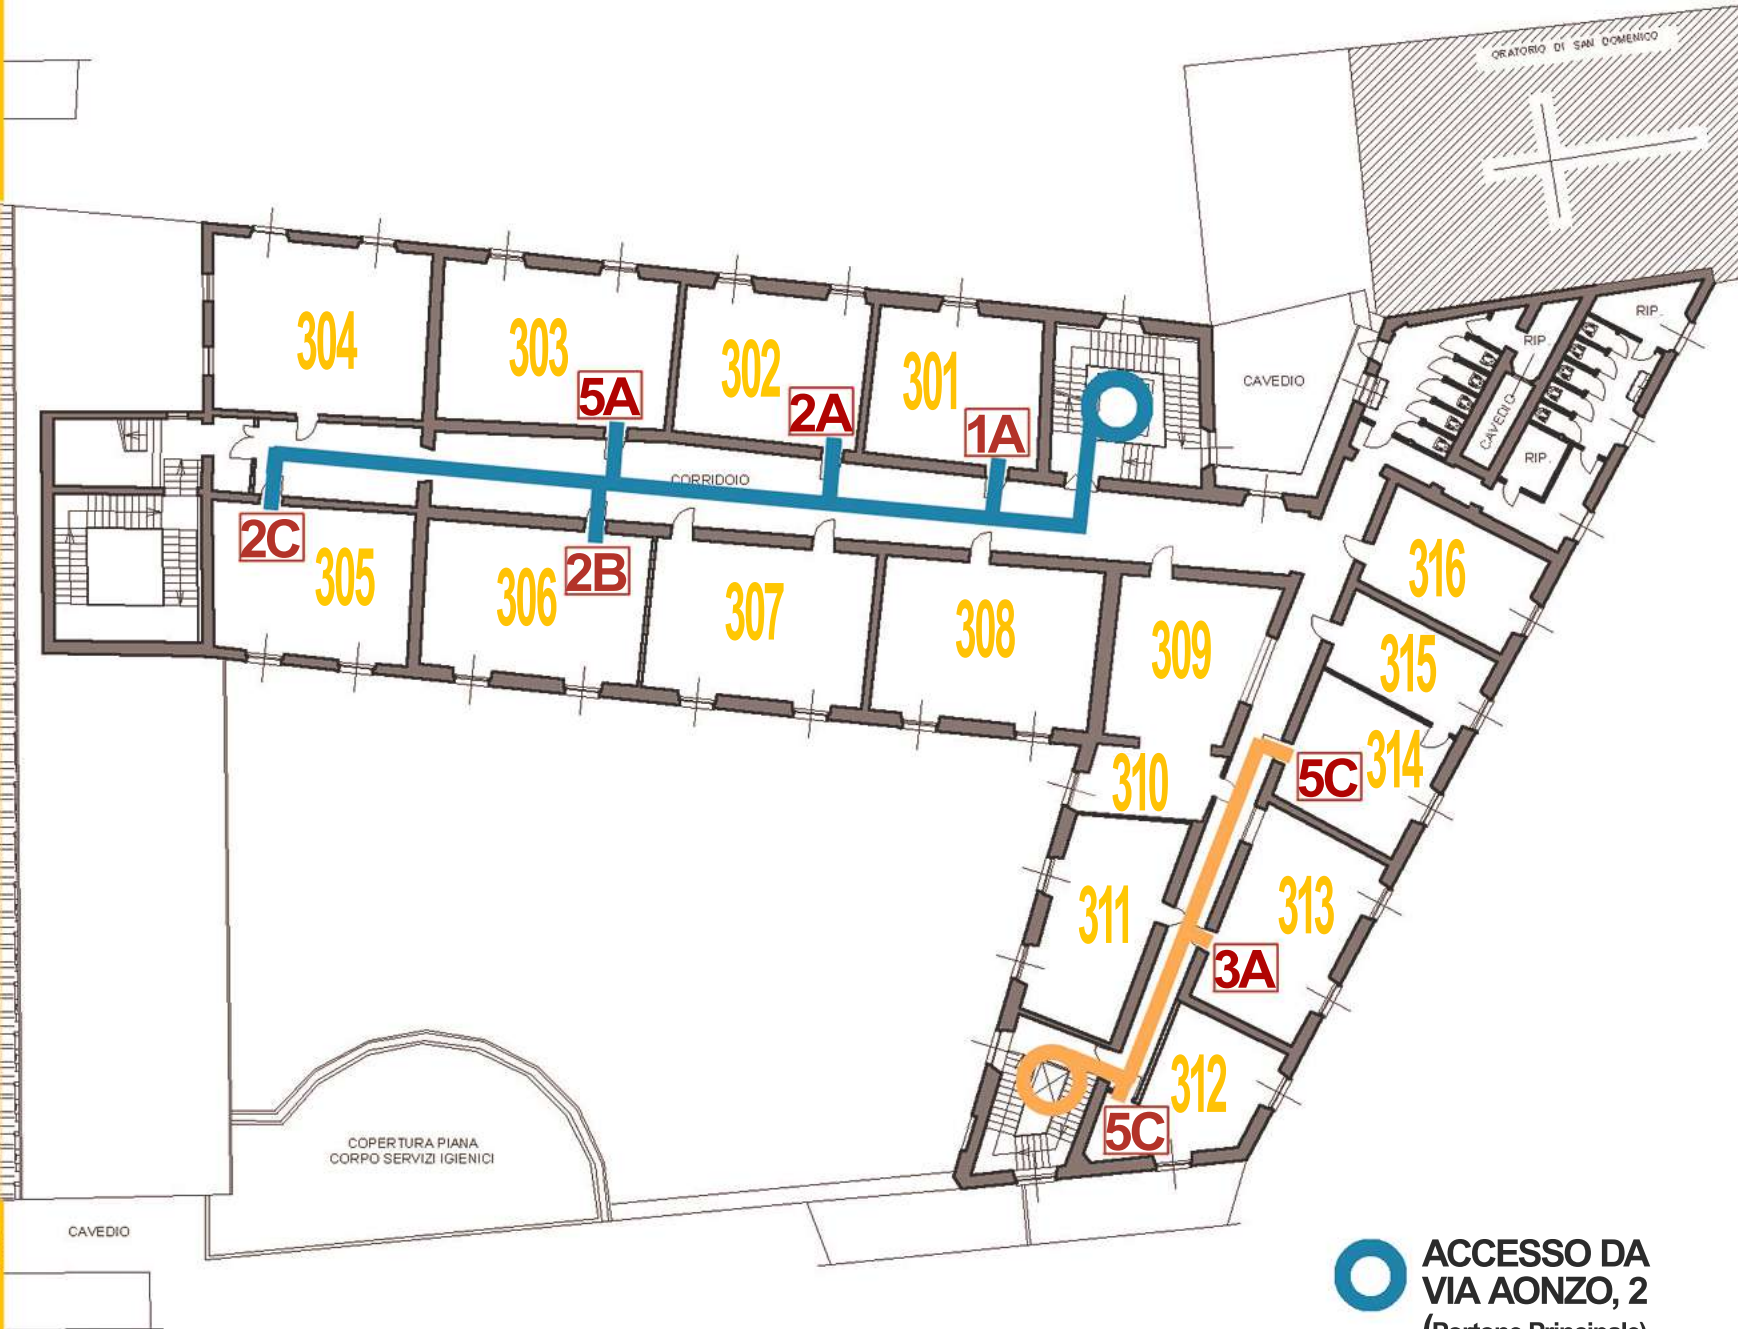 ORATORIO DI SAN DOMENICO
RIP.
RIP.
CAVEDIO
CAVEDIO
RIP.
304
303
302
301
5A
2A
1A
CORRIDOIO
2C
305
306
2B
307
308
309
316
315
314
5C
310
311
313
3A
312
5C
COPERTURA PIANA
CORPO SERVIZI IGIENICI
CAVEDIO
ACCESSO DA
VIA AONZO, 2
(Portone Principale)